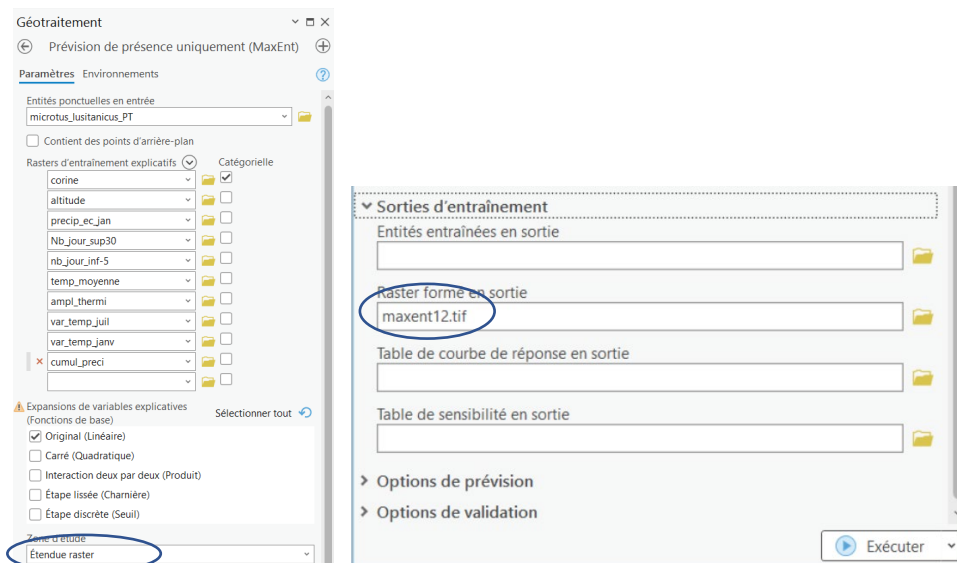 Géotraitement
Prévision de présence uniquement (MaxEnt)
Paramètres Environnements
Entités ponctuelles en entrée
microtus_lusitanicus_PT
Contient des points d'arrière-plan
Rasters d'entraînement explicatifs Catégorielle
corine
altitude
precip_ec_jan
Nb_jour_sup30
nb_jour_inf-5
temp_moyenne
ampl_thermi
var_temp_juil
var_temp_janv
cumul_preci
Expansions de variables explicatives
(Fonctions de base)
Sélectionner tout
Original (Linéaire)
Carré (Quadratique)
Interaction deux par deux (Produit)
Étape lissée (Charnière)
Étape discrète (Seuil)
Zone d'étude
Étendue raster
Sorties d'entraînement
Entités entraînées en sortie
Raster formé en sortie
maxent12.tif
Table de courbe de réponse en sortie
Table de sensibilité en sortie
Options de prévision
Options de validation
Exécuter